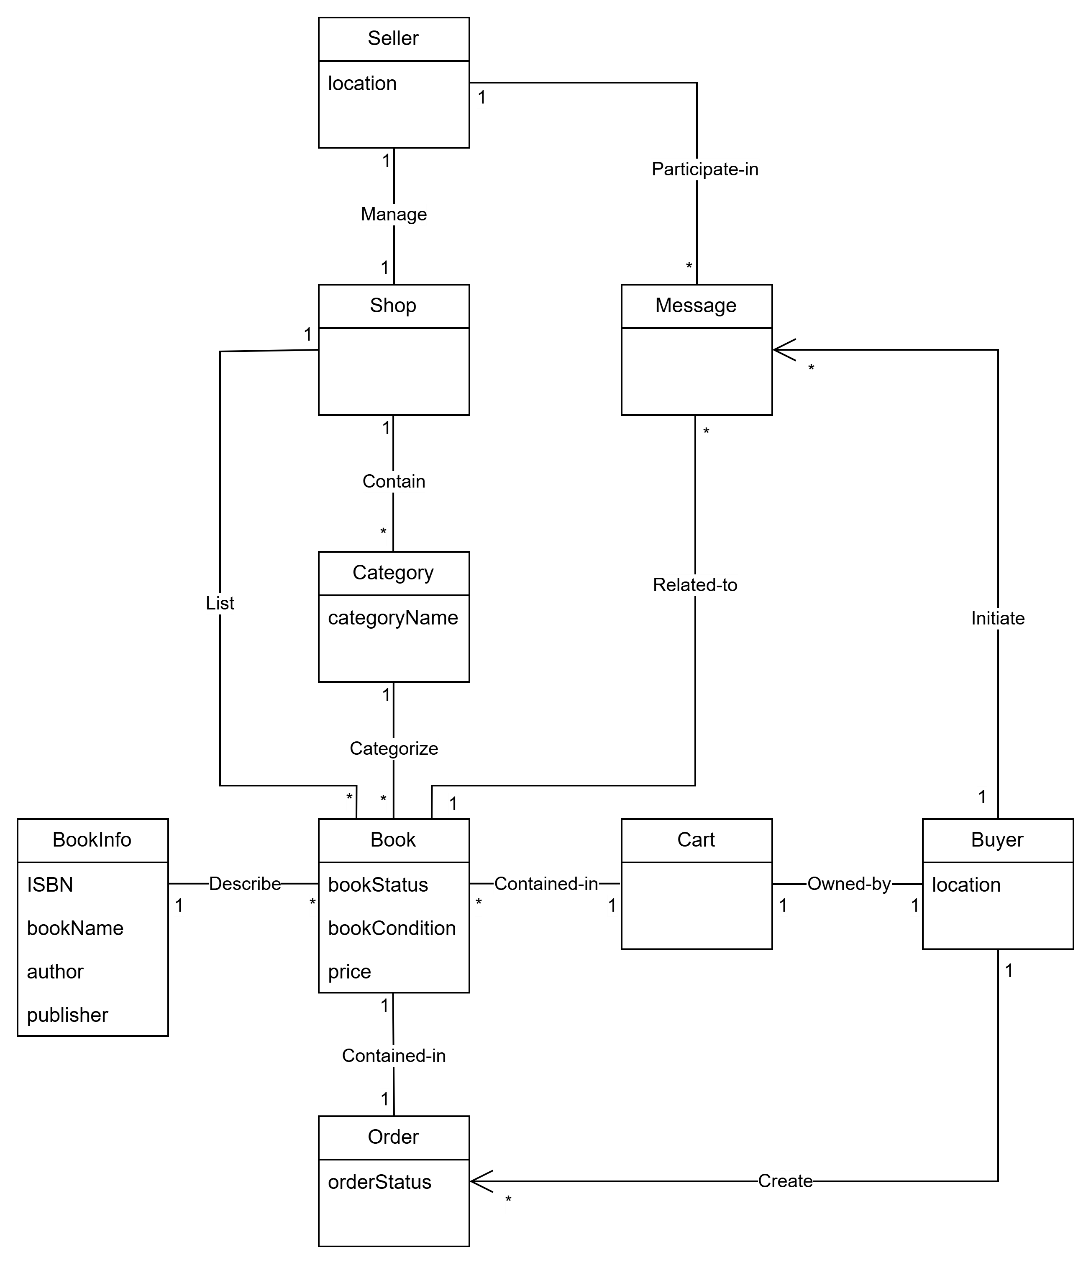 Seller
location
1
1
Participate-in
Manage
1
*
Shop
Message
1
*
1
*
Contain
*
Category
Related-to
List
categoryName
Initiate
1
Categorize
*
*
1
1
BookInfo
Book
Cart
Buyer
ISBN
Describe
bookStatus
Contained-in
Owned-by
location
1
*
*
1
1
1
bookName
bookCondition
author
price
1
publisher
1
Contained-in
1
Order
orderStatus
Create
*